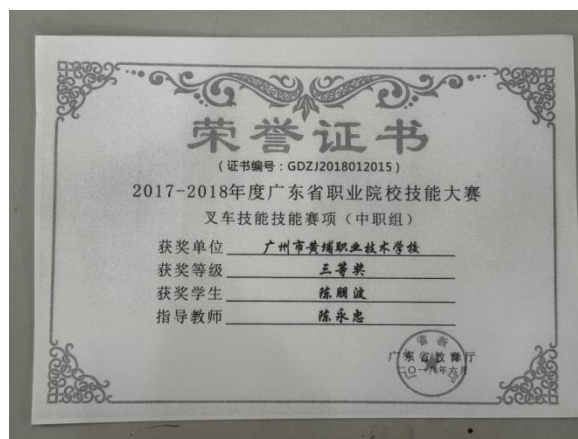 荣誉证书
（证书编号：GDZJ2018012015）
2017-2018年度广东省职业院校技能大赛
叉车技能技能赛项（中职组）
获奖单位 广州市黄埔职业技术学校
获奖等级 三等奖
获奖学生 陈朋波
指导教师 陈永忠
广东省教育厅
二〇一八年六月